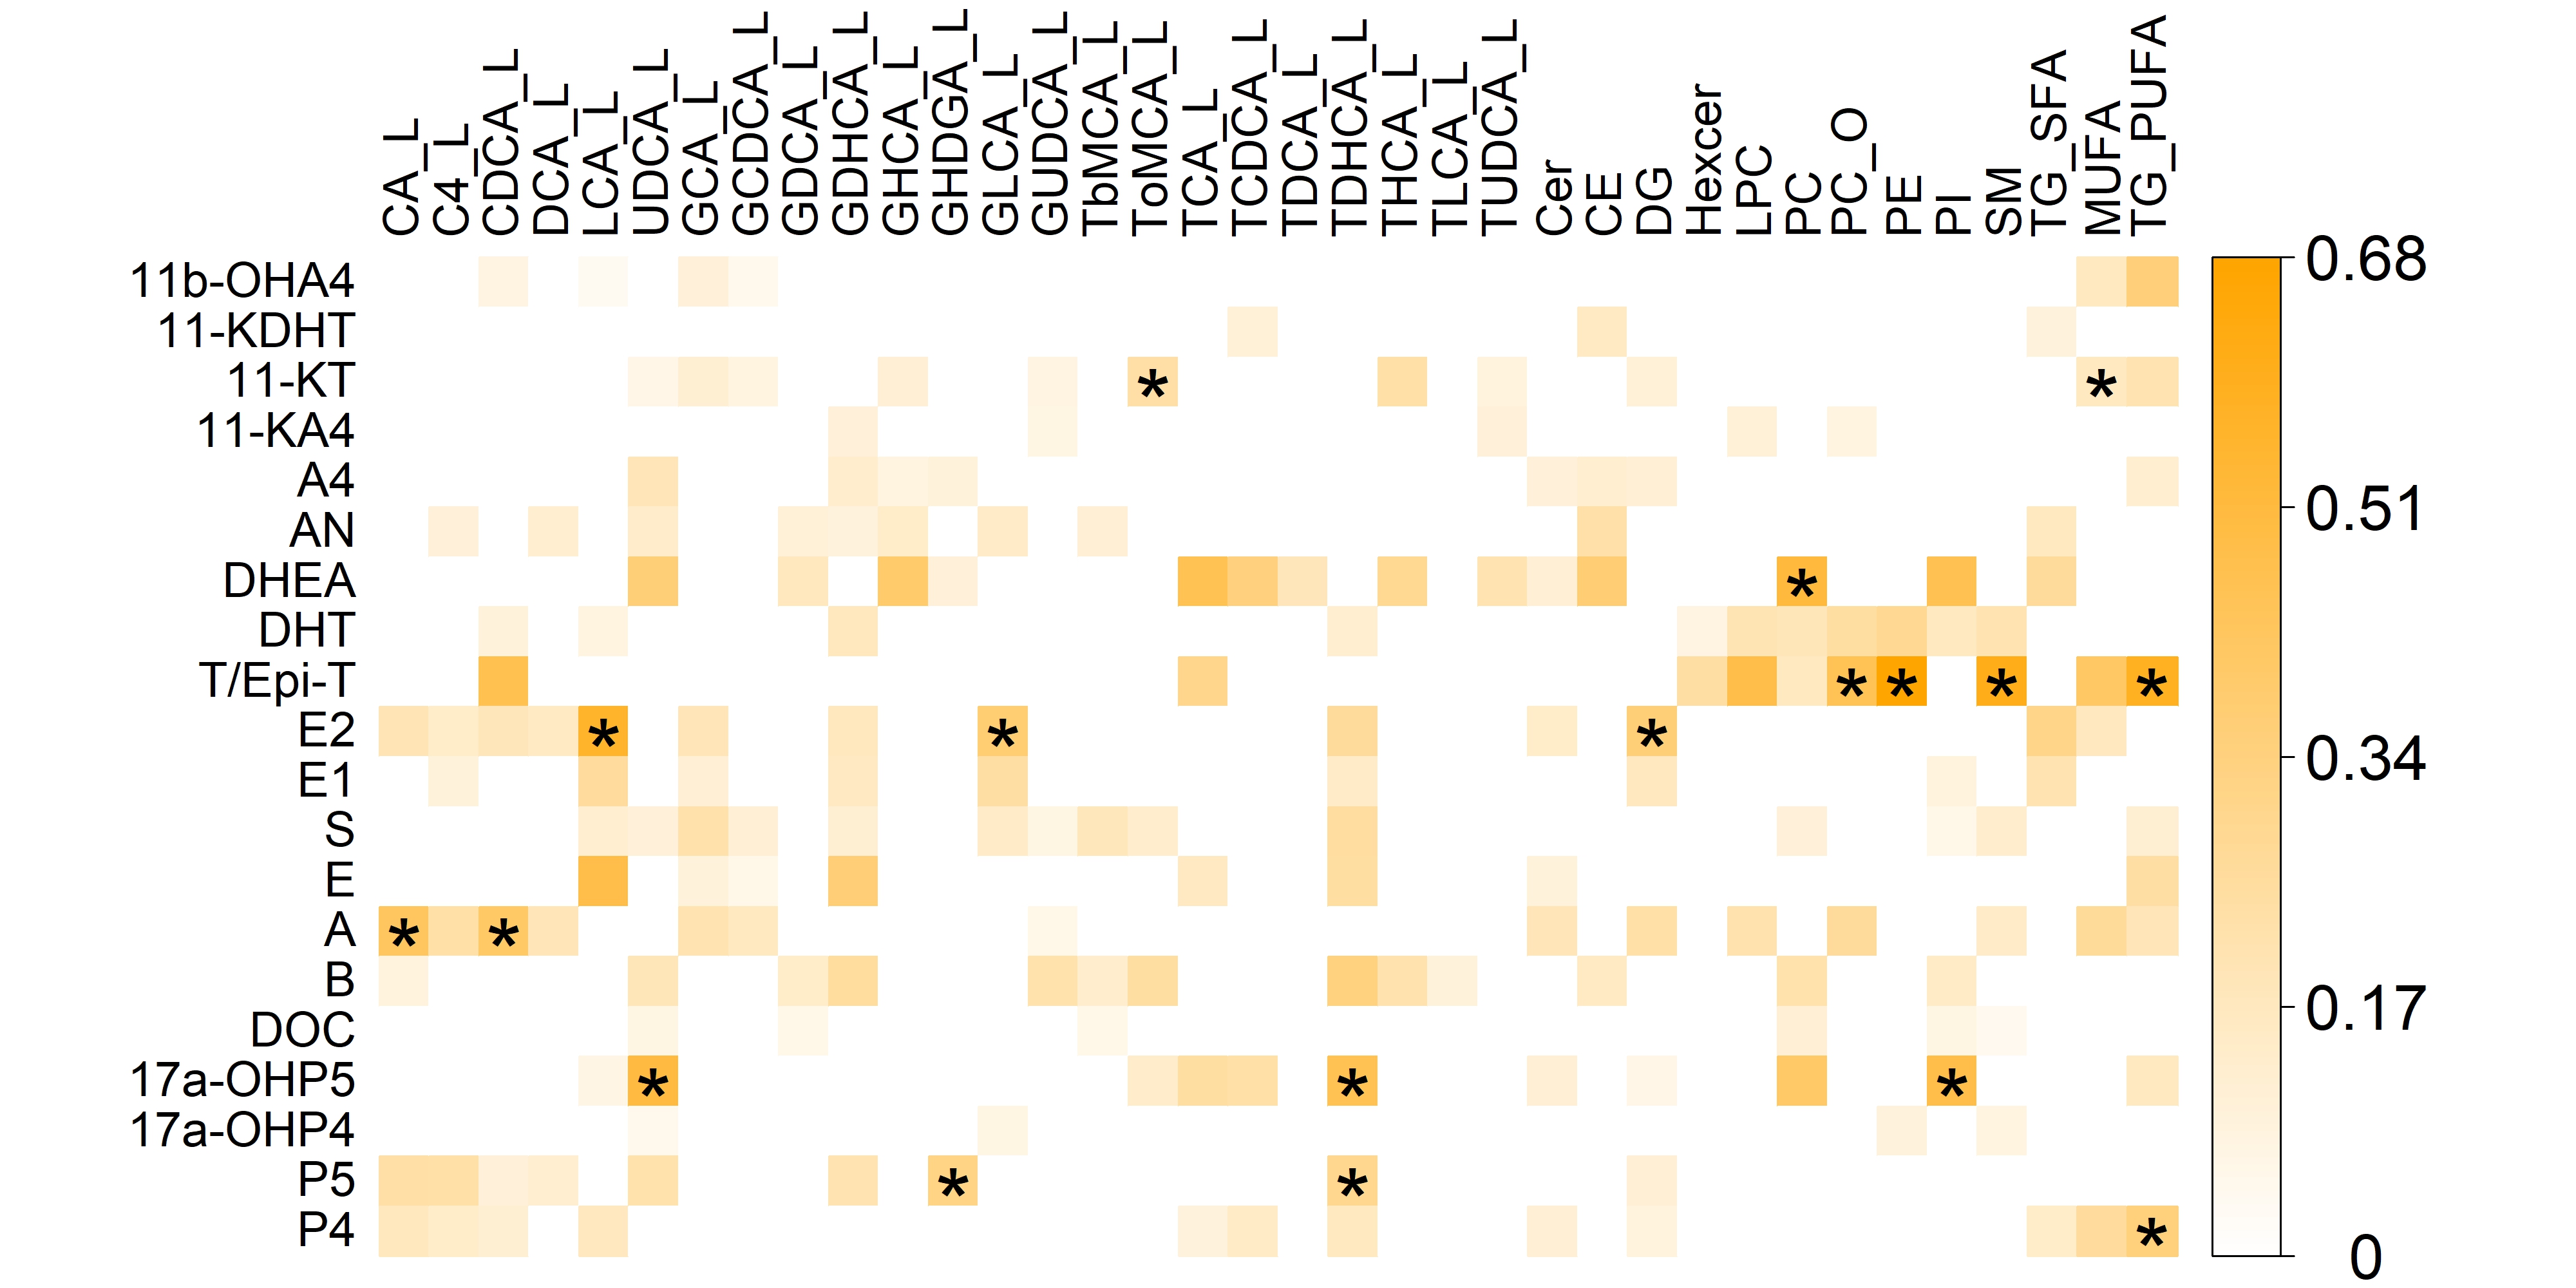 CA_L
C4_L
CDCA_L
DCA_L
LCA_L
UDCA_L
GCA_L
GCDCA_L
GDCA_L
GDHCA_L
GHCA_L
GHDGA_L
GLCA_L
GUDCA_L
TbMCA_L
ToMCA_L
TCA_L
TCDCA_L
TDCA_L
TDHCA_L
THCA_L
TLCA_L
TUDCA_L
Cer
CE
DG
Hexcer
LPC
PC
PC_O
PE
PI
SM
TG_SFA
MUFA
TG_PUFA
11b-OHA4
11-KDHT
11-KT * *
11-KA4
A4
AN
DHEA *
DHT
T/Epi-T * * * *
E2 * * *
E1
S
E
A * *
B
DOC
17a-OHP5 * * *
17a-OHP4
P5 * *
P4 *
0.68
0.51
0.34
0.17
0